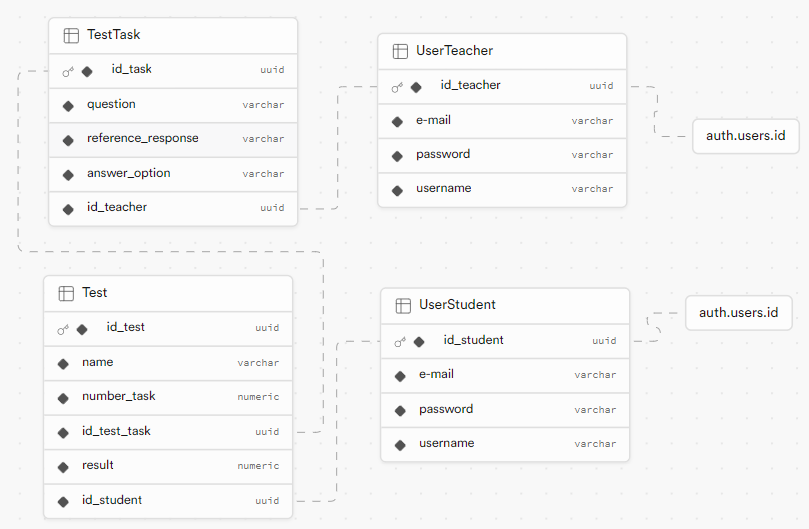 TestTask
id_task uuid
question varchar
reference_response varchar
answer_option varchar
id_teacher uuid
UserTeacher
id_teacher uuid
e-mail varchar
password varchar
username varchar
auth.users.id
Test
id_test uuid
name varchar
number_task numeric
id_test_task uuid
result numeric
id_student uuid
UserStudent
id_student uuid
e-mail varchar
password varchar
username varchar
auth.users.id